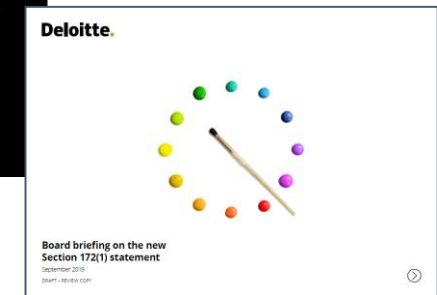 Deloitte.
Board briefing on the new
Section 172(1) statement
September 2019
DRAFT – REVIEW COPY